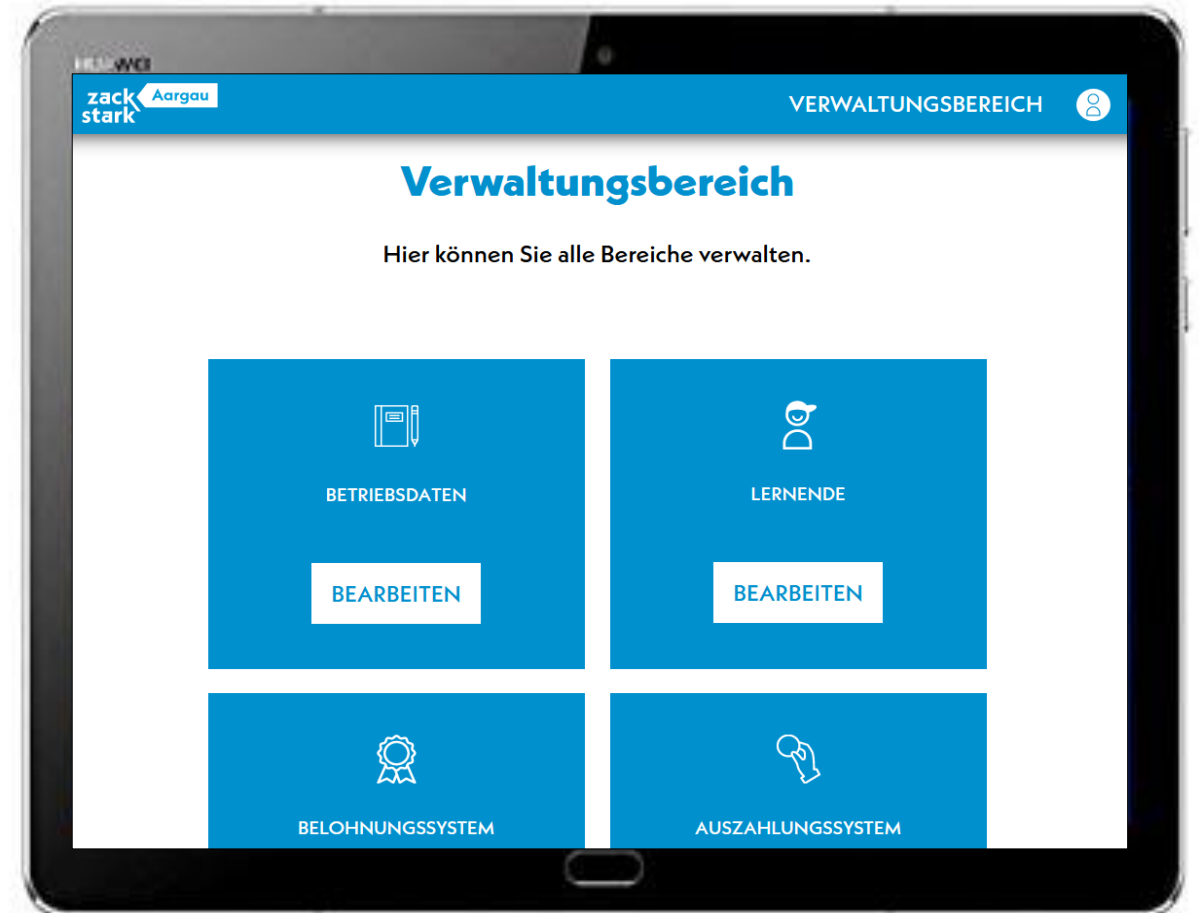 zack Aargau
stark
VERWALTUNGSBEREICH
Verwaltungsbereich
Hier können Sie alle Bereiche verwalten.
BETRIEBSDATEN
LERNENDE
BEARBEITEN
BEARBEITEN
BELOHNUNGSSYSTEM
AUSZAHLUNGSSYSTEM